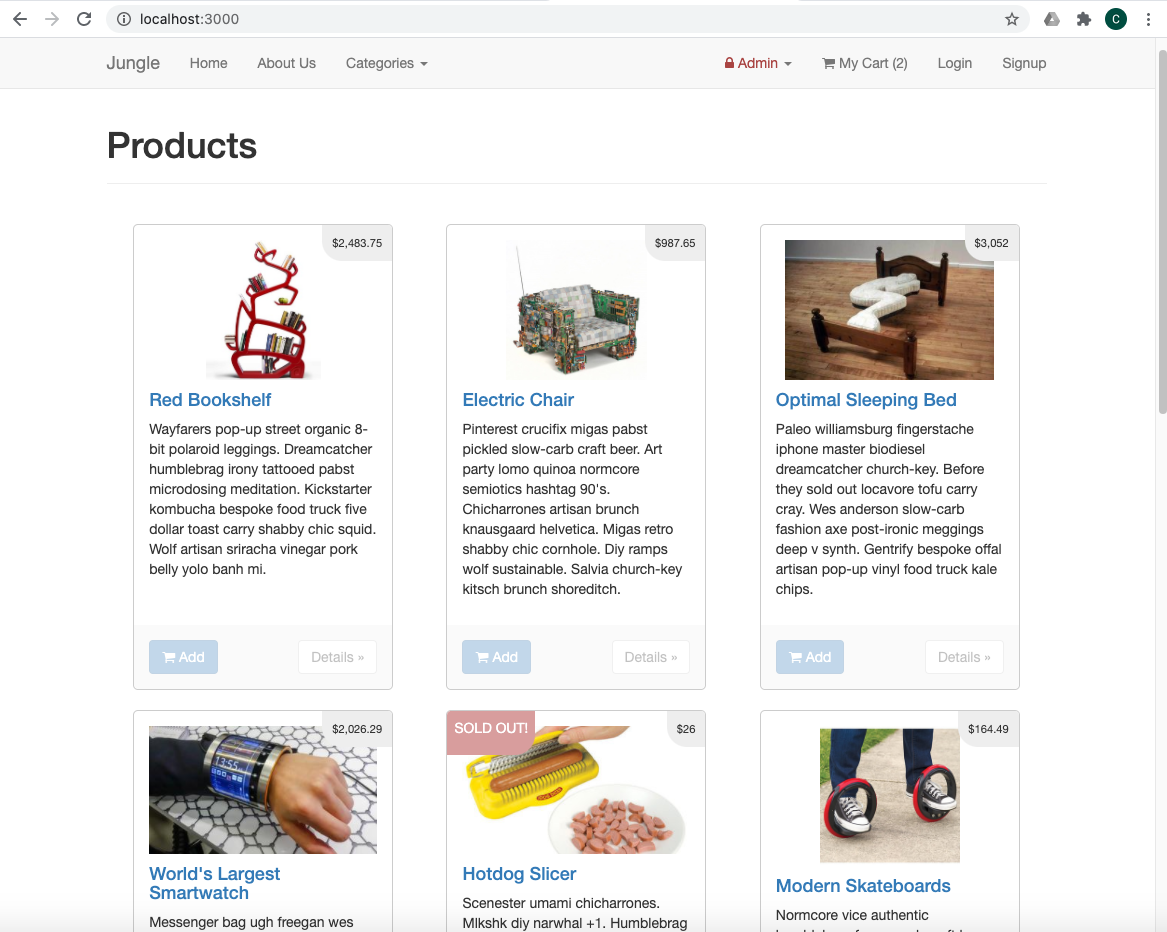 localhost:3000
C
Jungle Home About Us Categories Admin My Cart (2) Login Signup
Products
$2,483.75
Red Bookshelf
Wayfarers pop-up street organic 8-
bit polaroid leggings. Dreamcatcher
humblebrag irony tattooed pabst
microdosing meditation. Kickstarter
kombucha bespoke food truck five
dollar toast carry shabby chic squid.
Wolf artisan sriracha vinegar pork
belly yolo banh mi.
Add Details »
$987.65
Electric Chair
Pinterest crucifix migas pabst
pickled slow-carb craft beer. Art
party lomo quinoa normcore
semiotics hashtag 90's.
Chicharrones artisan brunch
knausgaard helvetica. Migas retro
shabby chic cornhole. Diy ramps
wolf sustainable. Salvia church-key
kitsch brunch shoreditch.
Add Details »
$3,052
Optimal Sleeping Bed
Paleo williamsburg fingerstache
iphone master biodiesel
dreamcatcher church-key. Before
they sold out locavore tofu carry
cray. Wes anderson slow-carb
fashion axe post-ironic meggings
deep v synth. Gentrify bespoke offal
artisan pop-up vinyl food truck kale
chips.
Add Details »
$2,026.29
13:55
World's Largest
Smartwatch
Messenger bag ugh freegan wes
SOLD OUT!
$26
Hotdog Slicer
Scenester umami chicharrones.
Mlkshk diy narwhal +1. Humblebrag
$164.49
Modern Skateboards
Normcore vice authentic